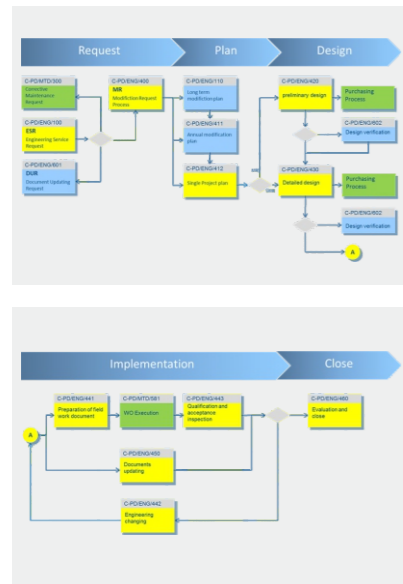 Request
Plan
Design
C-PD/MTD/300
Corrective
Maintenance
Request
C-PD/ENG/400
MR
Modification Request
Process
C-PD/ENG/110
Long term
modification plan
C-PD/ENG/420
preliminary design
Purchasing
Process
C-PD/ENG/100
ESR
Engineering Service
Request
C-PD/ENG/411
Annual modification
plan
C-PD/ENG/602
Design verification
C-PD/ENG/601
DUR
Document Updating
Request
C-PD/ENG/412
Single Project plan
C-PD/ENG/430
Detailed design
Purchasing
Process
C-PD/ENG/602
Design verification
A
Implementation
Close
C-PD/ENG/441
Preparation of field
work document
C-PD/MTD/561
WO Execution
C-PD/ENG/443
Qualification and
acceptance
inspection
C-PD/ENG/460
Evaluation and
close
A
C-PD/ENG/450
Documents
updating
C-PD/ENG/442
Engineering
changing